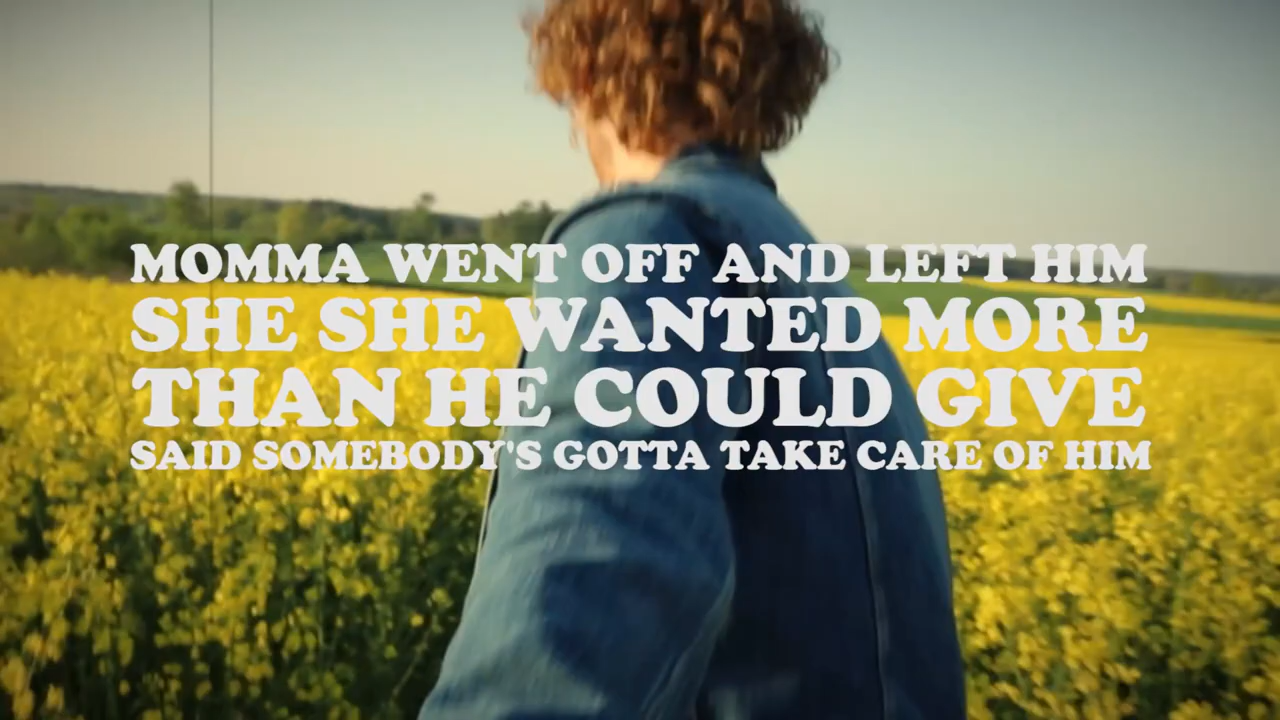 MOMMA WENT OFF AND LEFT HIM
SHE SHE WANTED MORE
THAN HE COULD GIVE
SAID SOMEBODY'S GOTTA TAKE CARE OF HIM